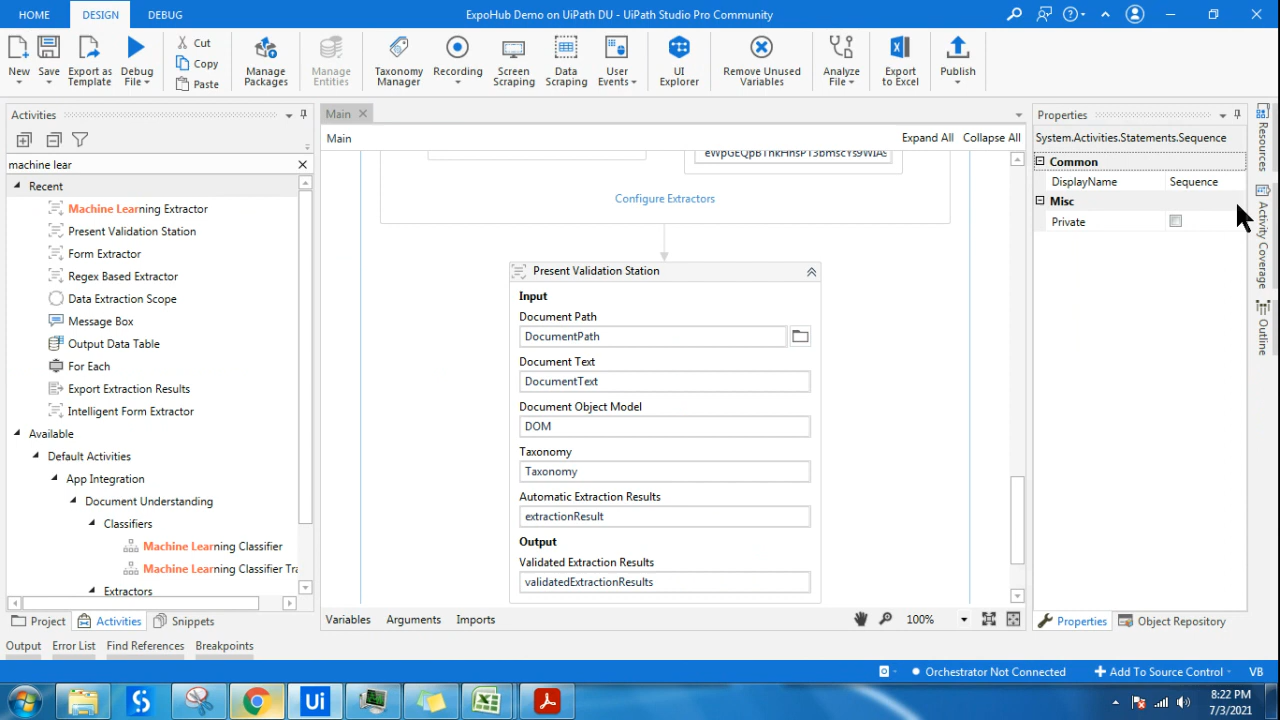 HOME
DESIGN
DEBUG
ExpoHub Demo on UiPath DU - UiPath Studio Pro Community
New
Save
Export as Template
Debug File
Cut
Copy
Paste
Manage Packages
Manage Entities
Taxonomy Manager
Recording
Screen Scraping
Data Scraping
User Events
UI Explorer
Remove Unused Variables
Analyze File
Export to Excel
Publish
Activities
machine lear
Recent
Machine Learning Extractor
Present Validation Station
Form Extractor
Regex Based Extractor
Data Extraction Scope
Message Box
Output Data Table
For Each
Export Extraction Results
Intelligent Form Extractor
Available
Default Activities
App Integration
Document Understanding
Classifiers
Machine Learning Classifier
Machine Learning Classifier Tra
Extractors
Project
Activities
Snippets
Main
Main
Expand All
Collapse All
Configure Extractors
Present Validation Station
Input
Document Path
DocumentPath
Document Text
DocumentText
Document Object Model
DOM
Taxonomy
Taxonomy
Automatic Extraction Results
extractionResult
Output
Validated Extraction Results
validatedExtractionResults
Variables
Arguments
Imports
100%
Properties
System.Activities.Statements.Sequence
Common
DisplayName
Sequence
Misc
Private
Properties
Object Repository
Resources
Activity Coverage
Outline
Output
Error List
Find References
Breakpoints
Orchestrator Not Connected
Add To Source Control
VB
Ui
8:22 PM
7/3/2021